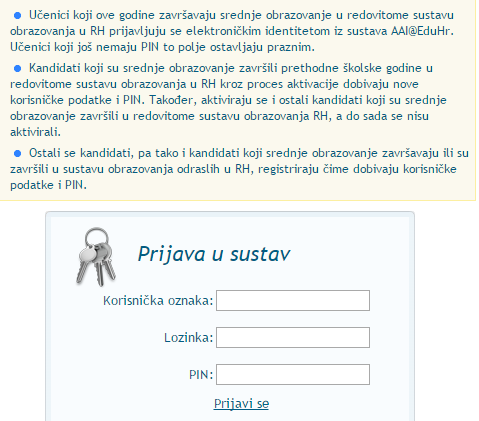 Učenici koji ove godine završavaju srednje obrazovanje u redovitome sustavu
obrazovanja u RH prijavljuju se elektroničkim identitetom iz sustava AAI@EduHr.
Učenici koji još nemaju PIN to polje ostavljaju praznim.
Kandidati koji su srednje obrazovanje završili prethodne školske godine u
redovitome sustavu obrazovanja u RH kroz proces aktivacije dobivaju nove
korisničke podatke i PIN. Također, aktiviraju se i ostali kandidati koji su srednje
obrazovanje završili u redovitome sustavu obrazovanja RH, a do sada se nisu
aktivirali.
Ostali se kandidati, pa tako i kandidati koji srednje obrazovanje završavaju ili su
završili u sustavu obrazovanja odraslih u RH, registriraju čime dobivaju korisničke
podatke i PIN.
Prijava u sustav
Korisnička oznaka:
Lozinka:
PIN:
Prijavi se